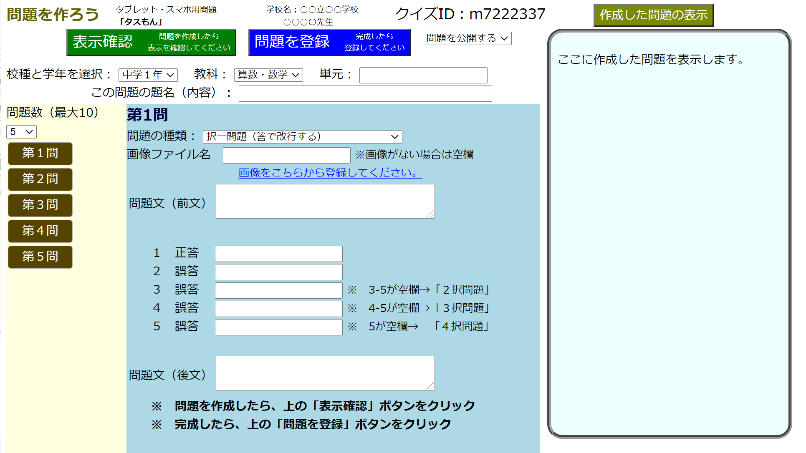 問題を作ろう
タブレット・スマホ用問題
「タスもん」
学校名：〇〇立〇〇学校
〇〇〇〇先生
クイズID：m7222337
作成した問題の表示
表示確認 問題を作成したら
表示を確認してください
問題を登録 完成したら
登録してください
問題を公開する
ここに作成した問題を表示します。
校種と学年を選択： 中学１年 教科： 算数・数学 単元：
この問題の題名（内容）：
問題数（最大10）
5
第１問
第２問
第３問
第４問
第５問
第1問
問題の種類： 択一問題（答で改行する）
画像ファイル名 ※画像がない場合は空欄
画像をこちらから登録してください。
問題文（前文）
1 正答
2 誤答
3 誤答 ※ 3-5が空欄→「２択問題」
4 誤答 ※ 4-5が空欄→「３択問題」
5 誤答 ※ 5が空欄→ 「４択問題」
問題文（後文）
※ 問題を作成したら、上の「表示確認」ボタンをクリック
※ 完成したら、上の「問題を登録」ボタンをクリック